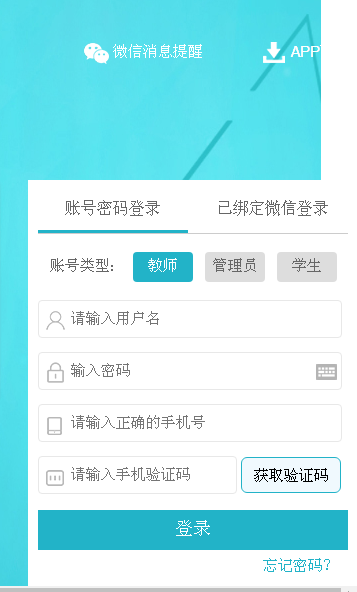 微信消息提醒 APP
账号密码登录 已绑定微信登录
账号类型： 教师 管理员 学生
请输入用户名
输入密码
请输入正确的手机号
请输入手机验证码 获取验证码
登录
忘记密码？